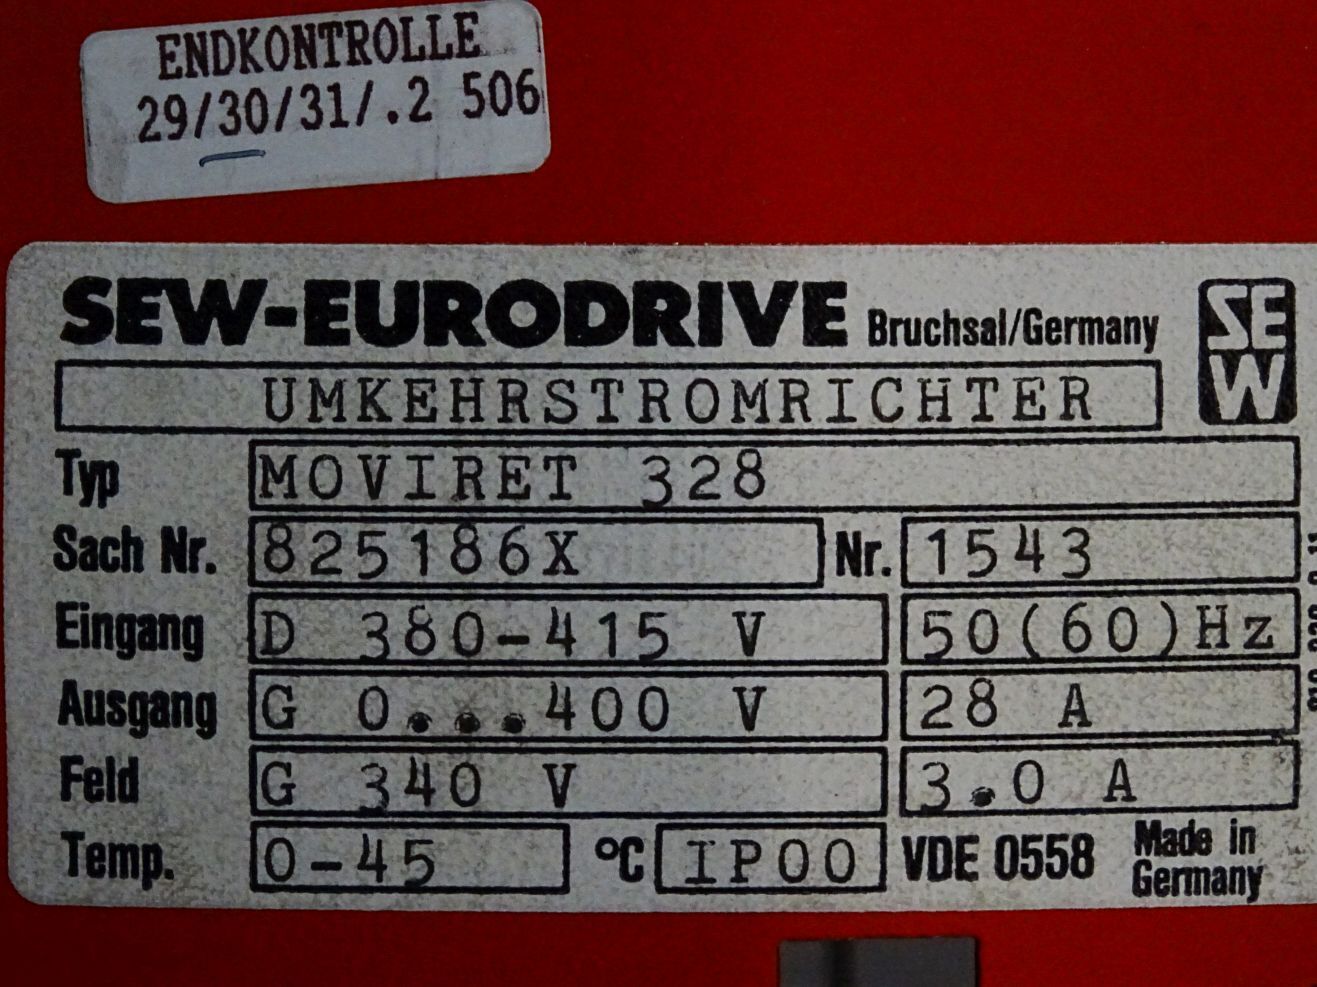 ENDKONTROLLE
29/30/31/.2 506
SEW-EURODRIVE Bruchsal/Germany
SEW
UMKEHRSTROMRICHTER
Typ MOVIRET 328
Sach Nr. 825186X Nr. 1543
Eingang D 380-415 V 50(60)Hz
Ausgang G 0...400 V 28 A
Feld G 340 V 3.0 A
Temp. 0-45 °C IP00 VDE 0558 Made in
Germany